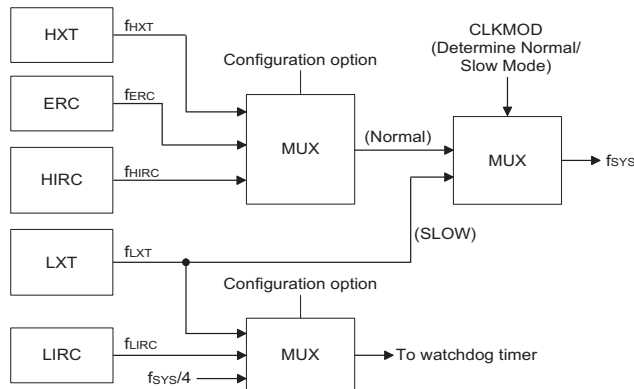 HXT
fHXT
ERC
fERC
HIRC
fHIRC
LXT
fLXT
LIRC
fLIRC
fSYS/4
Configuration option
MUX
(Normal)
CLKMOD
(Determine Normal/
Slow Mode)
MUX
fSYS
(SLOW)
Configuration option
MUX
To watchdog timer